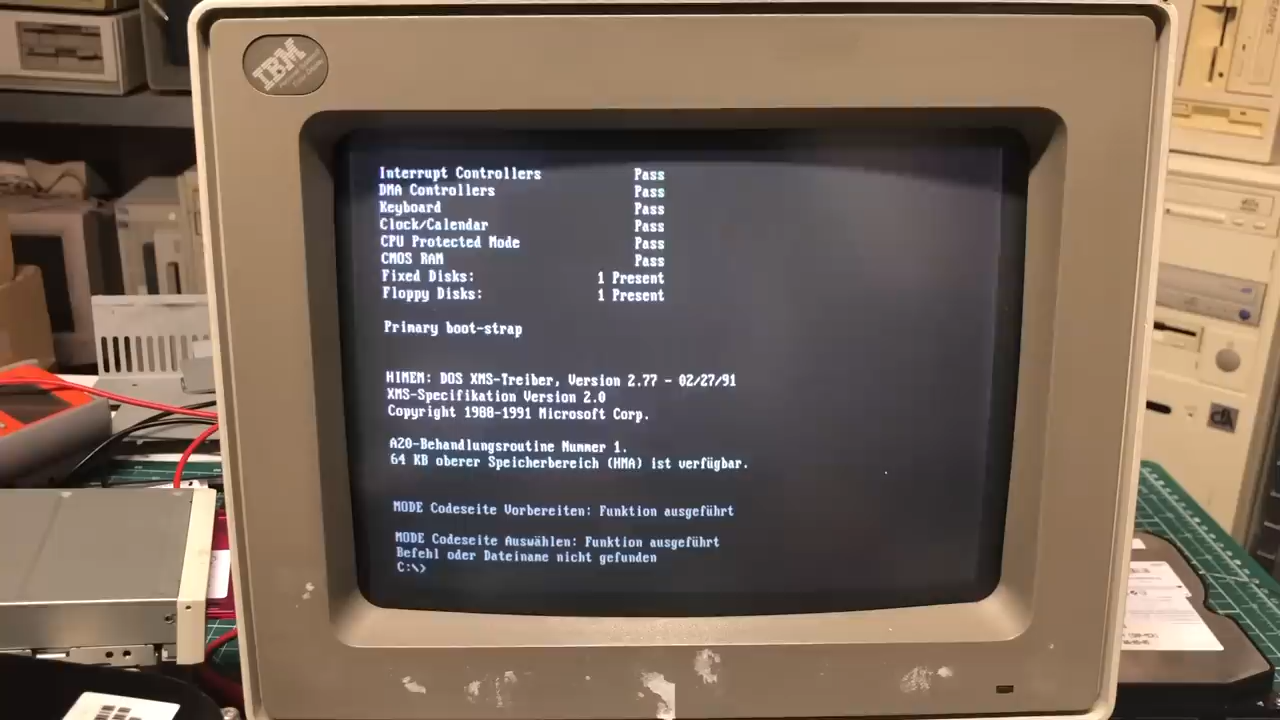 IBM
Interrupt Controllers Pass
DMA Controllers Pass
Keyboard Pass
Clock/Calendar Pass
CPU Protected Mode Pass
CMOS RAM Pass
Fixed Disks: 1 Present
Floppy Disks: 1 Present
Primary boot-strap
HIMEM: DOS XMS-Treiber, Version 2.77 - 02/27/91
XMS-Specifikation Version 2.0
Copyright 1988-1991 Microsoft Corp.
A20-Behandlungsroutine Nummer 1.
64 KB oberer Speicherbereich (HMA) ist verfügbar.
MODE Codeseite Vorbereiten: Funktion ausgeführt
MODE Codeseite Auswählen: Funktion ausgeführt
Befehl oder Dateiname nicht gefunden
C:\>